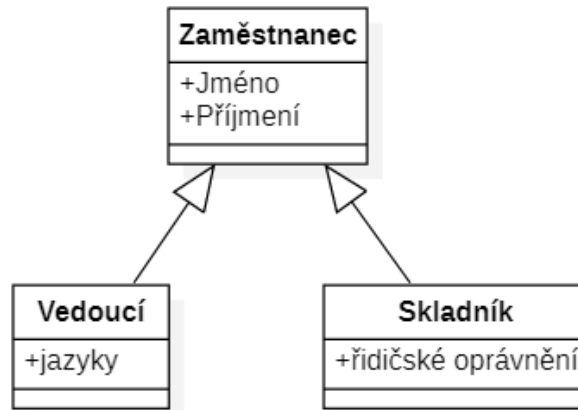 Zaměstnanec
+Jméno
+Příjmení
Vedoucí
+jazyky
Skladník
+řidičské oprávnění